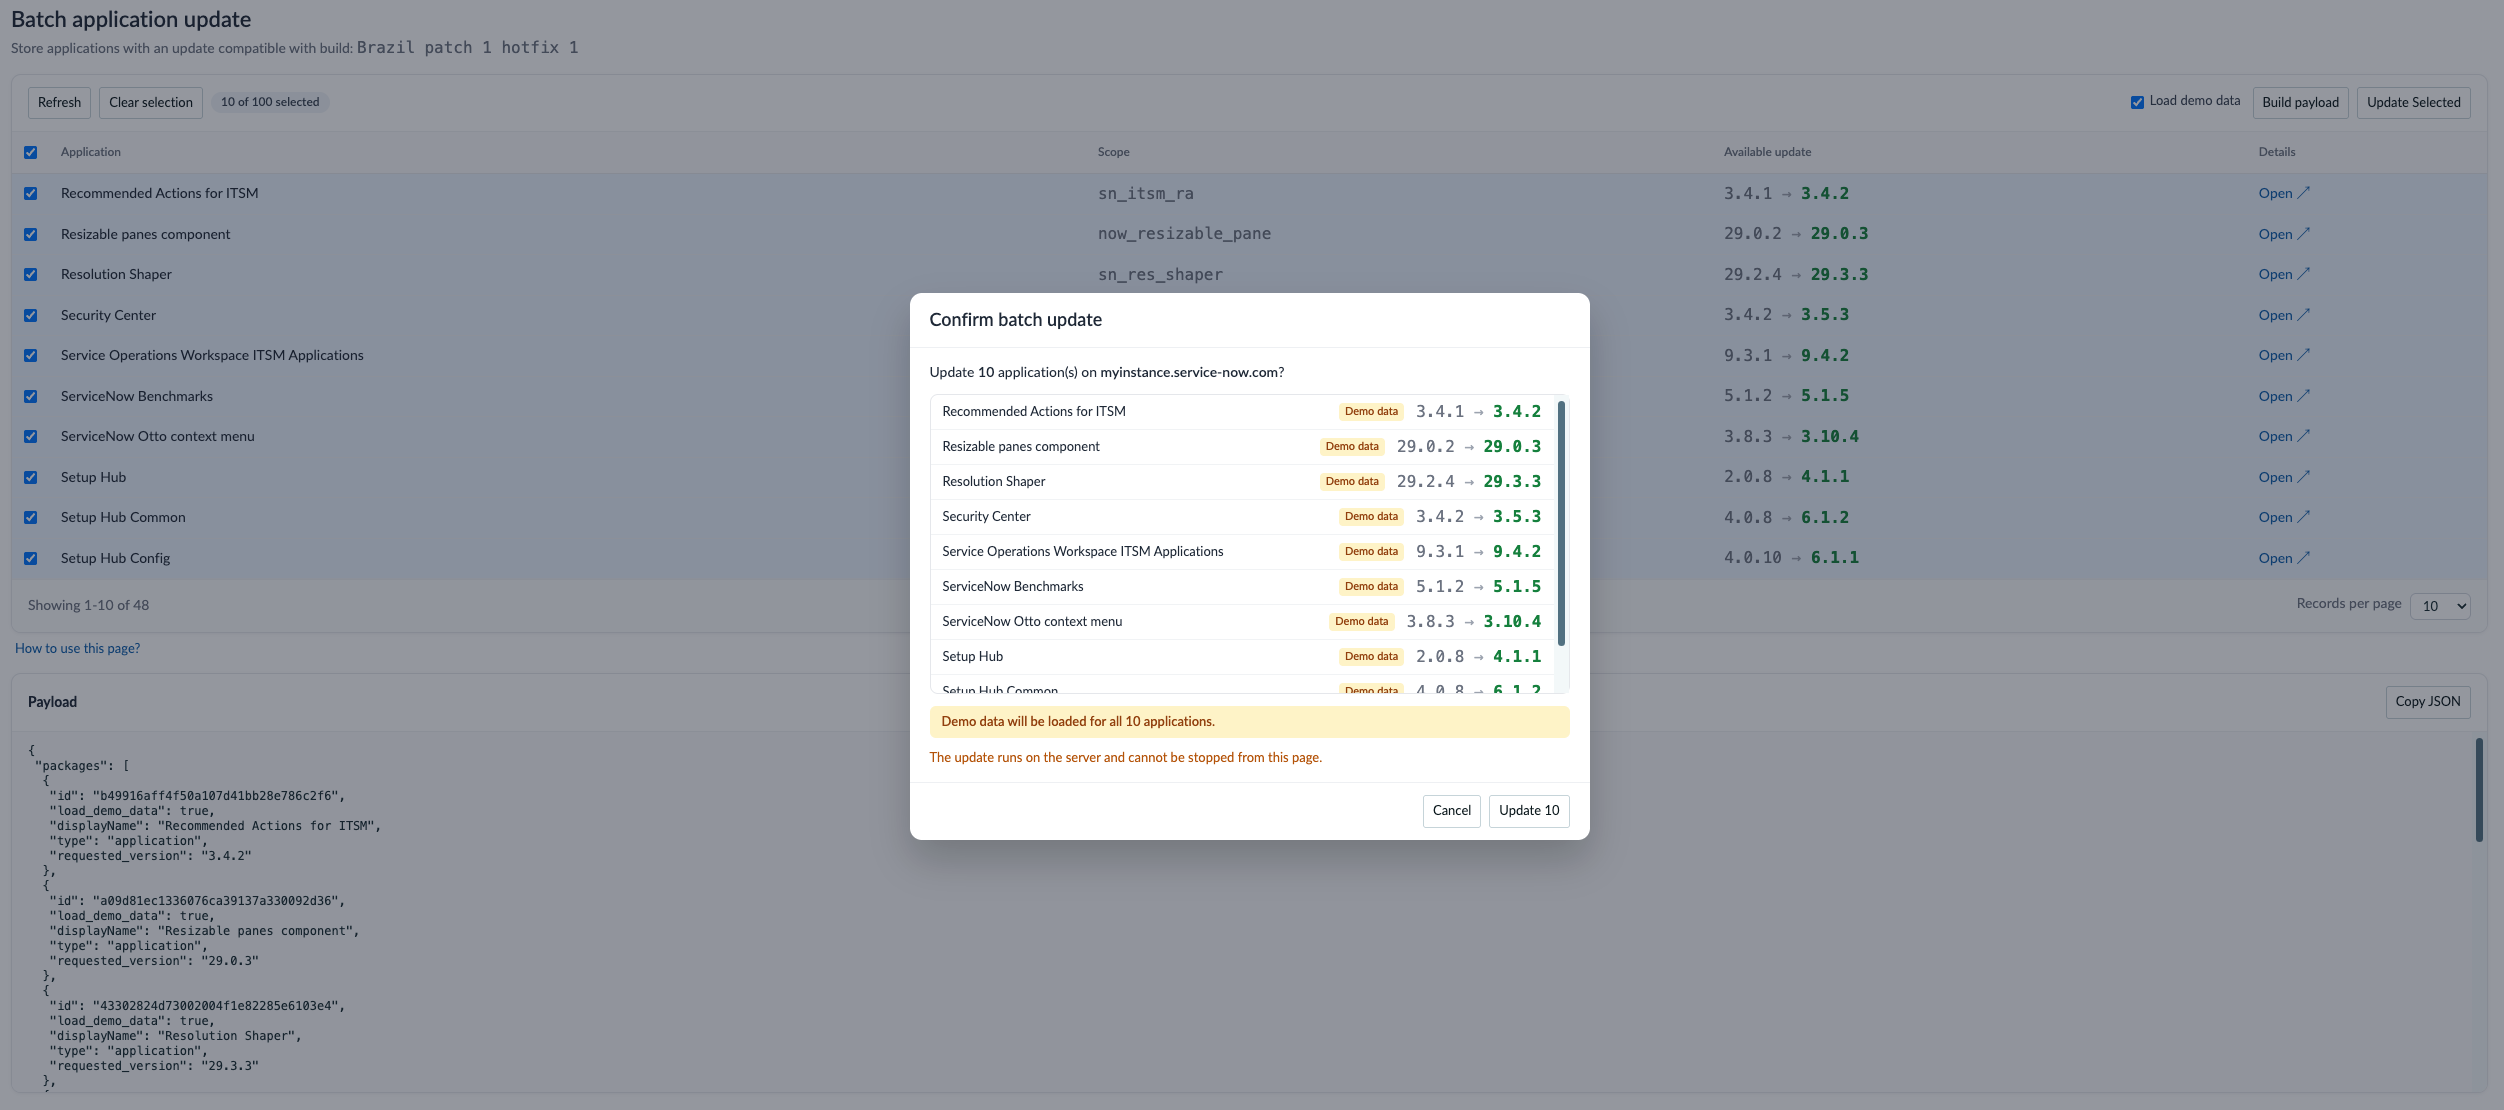 Batch application update
Store applications with an update compatible with build: Brazil patch 1 hotfix 1
Refresh Clear selection 10 of 100 selected Load demo data Build payload Update Selected
Application Scope Available update Details
Recommended Actions for ITSM sn_itsm_ra 3.4.1 → 3.4.2 Open ↗
Resizable panes component now_resizable_pane 29.0.2 → 29.0.3 Open ↗
Resolution Shaper sn_res_shaper 29.2.4 → 29.3.3 Open ↗
Security Center 3.4.2 → 3.5.3 Open ↗
Service Operations Workspace ITSM Applications 9.3.1 → 9.4.2 Open ↗
ServiceNow Benchmarks 5.1.2 → 5.1.5 Open ↗
ServiceNow Otto context menu 3.8.3 → 3.10.4 Open ↗
Setup Hub 2.0.8 → 4.1.1 Open ↗
Setup Hub Common 4.0.8 → 6.1.2 Open ↗
Setup Hub Config 4.0.10 → 6.1.1 Open ↗
Showing 1-10 of 48 Records per page 10
How to use this page?
Confirm batch update
Update 10 application(s) on myinstance.service-now.com?
Recommended Actions for ITSM Demo data 3.4.1 → 3.4.2
Resizable panes component Demo data 29.0.2 → 29.0.3
Resolution Shaper Demo data 29.2.4 → 29.3.3
Security Center Demo data 3.4.2 → 3.5.3
Service Operations Workspace ITSM Applications Demo data 9.3.1 → 9.4.2
ServiceNow Benchmarks Demo data 5.1.2 → 5.1.5
ServiceNow Otto context menu Demo data 3.8.3 → 3.10.4
Setup Hub Demo data 2.0.8 → 4.1.1
Setup Hub Common Demo data 4.0.8 → 6.1.2
Demo data will be loaded for all 10 applications.
The update runs on the server and cannot be stopped from this page.
Cancel Update 10
Payload Copy JSON
{
"packages": [
{
"id": "b49916aff4f50a107d41bb28e786c2f6",
"load_demo_data": true,
"displayName": "Recommended Actions for ITSM",
"type": "application",
"requested_version": "3.4.2"
},
{
"id": "a09d81ec1336076ca39137a330092d36",
"load_demo_data": true,
"displayName": "Resizable panes component",
"type": "application",
"requested_version": "29.0.3"
},
{
"id": "43302824d73002004f1e82285e6103e4",
"load_demo_data": true,
"displayName": "Resolution Shaper",
"type": "application",
"requested_version": "29.3.3"
},